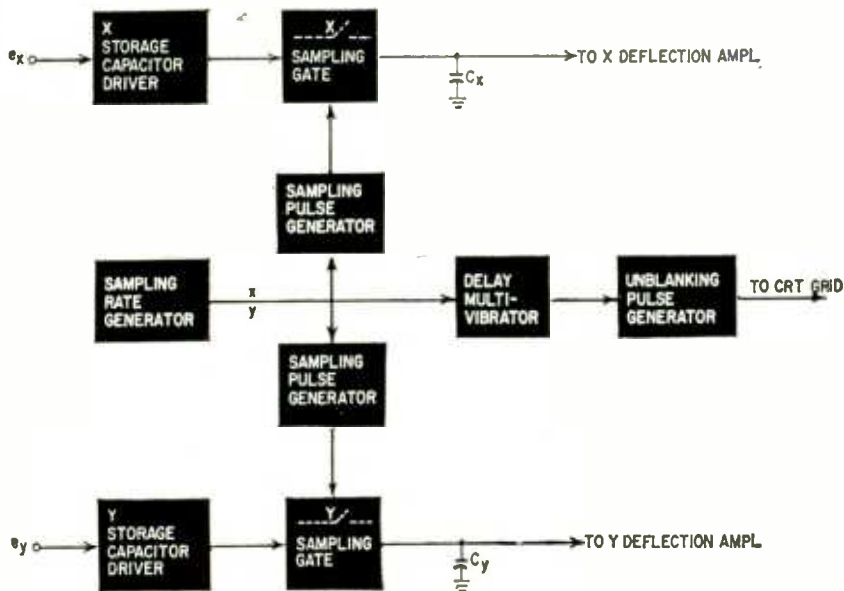 ex
X
STORAGE
CAPACITOR
DRIVER
X
SAMPLING
GATE
Cx
TO X DEFLECTION AMPL.
SAMPLING
PULSE
GENERATOR
SAMPLING
RATE
GENERATOR
x
y
DELAY
MULTI-
VIBRATOR
UNBLANKING
PULSE
GENERATOR
TO CRT GRID
SAMPLING
PULSE
GENERATOR
ey
Y
STORAGE
CAPACITOR
DRIVER
Y
SAMPLING
GATE
Cy
TO Y DEFLECTION AMPL